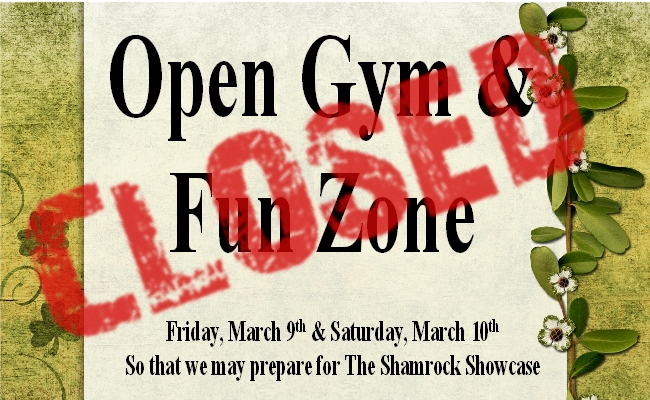 Open Gym &
CLOSED
Fun Zone
Friday, March 9th & Saturday, March 10th
So that we may prepare for The Shamrock Showcase